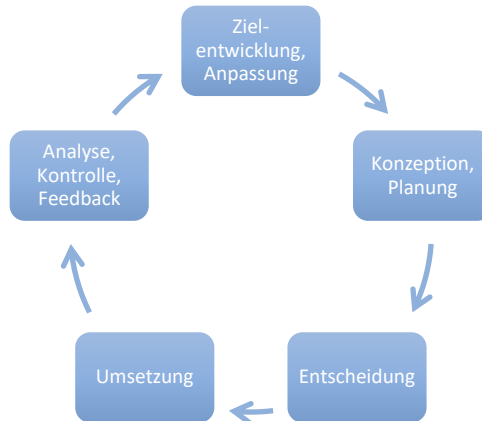 Ziel-
entwicklung,
Anpassung
Konzeption,
Planung
Entscheidung
Umsetzung
Analyse,
Kontrolle,
Feedback